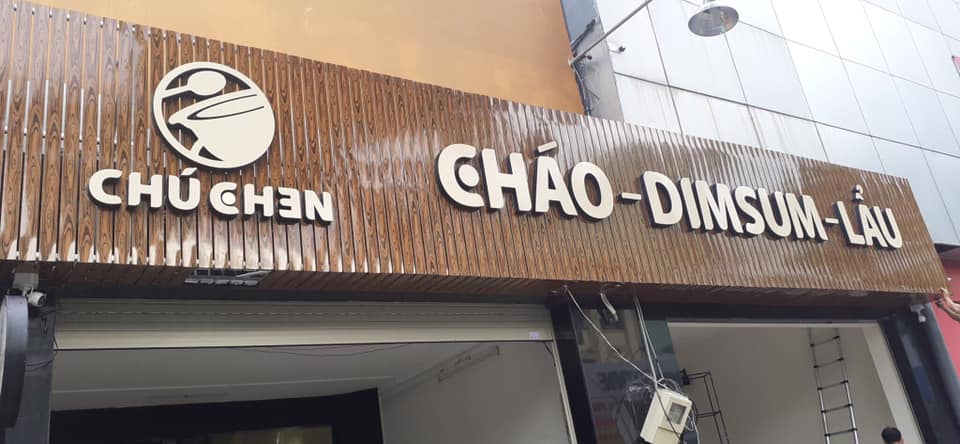 CHÚ CHEN
CHÁO - DIMSUM - LẨU